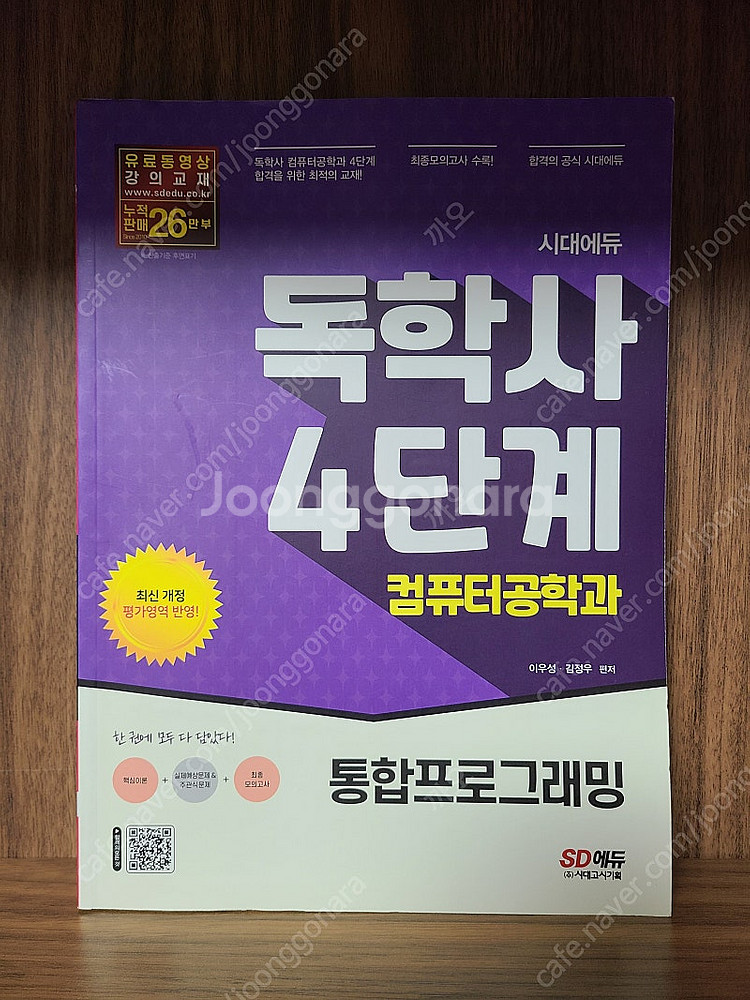 유료동영상
강의교재
www.sdedu.co.kr
누적
판매 26만부
Since 2010
독학사 컴퓨터공학과 4단계
합격을 위한 최적의 교재!
최종모의고사 수록!
합격의 공식 시대에듀
시대에듀
독학사
4단계
컴퓨터공학과
최신 개정
평가영역 반영!
이우성 · 김정우 편저
한 권에 모두 다 담았다!
핵심이론 + 실제예상문제 & 주관식문제 + 최종 모의고사
통합프로그래밍
SD에듀
(주)시대고시기획
Joonggonara
cafe.naver.com/joonggonara
까오